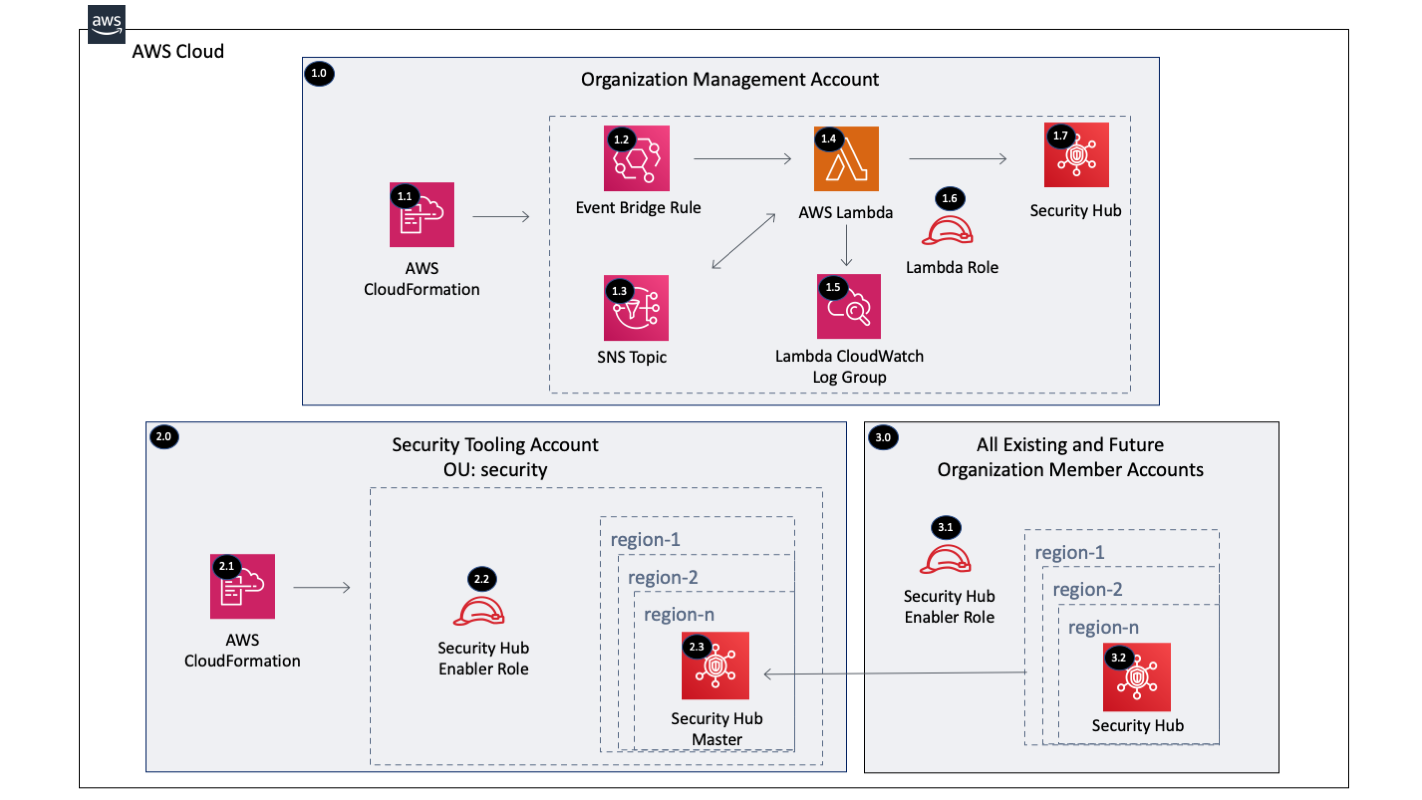 aws
AWS Cloud
1.0
Organization Management Account
1.1
AWS
CloudFormation
1.2
Event Bridge Rule
1.3
SNS Topic
1.4
AWS Lambda
1.5
Lambda CloudWatch
Log Group
1.6
Lambda Role
1.7
Security Hub
2.0
Security Tooling Account
OU: security
2.1
AWS
CloudFormation
2.2
Security Hub
Enabler Role
region-1
region-2
region-n
2.3
Security Hub
Master
3.0
All Existing and Future
Organization Member Accounts
3.1
Security Hub
Enabler Role
region-1
region-2
region-n
3.2
Security Hub